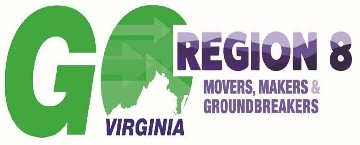 GO
VIRGINIA
REGION 8
MOVERS, MAKERS &
GROUNDBREAKERS